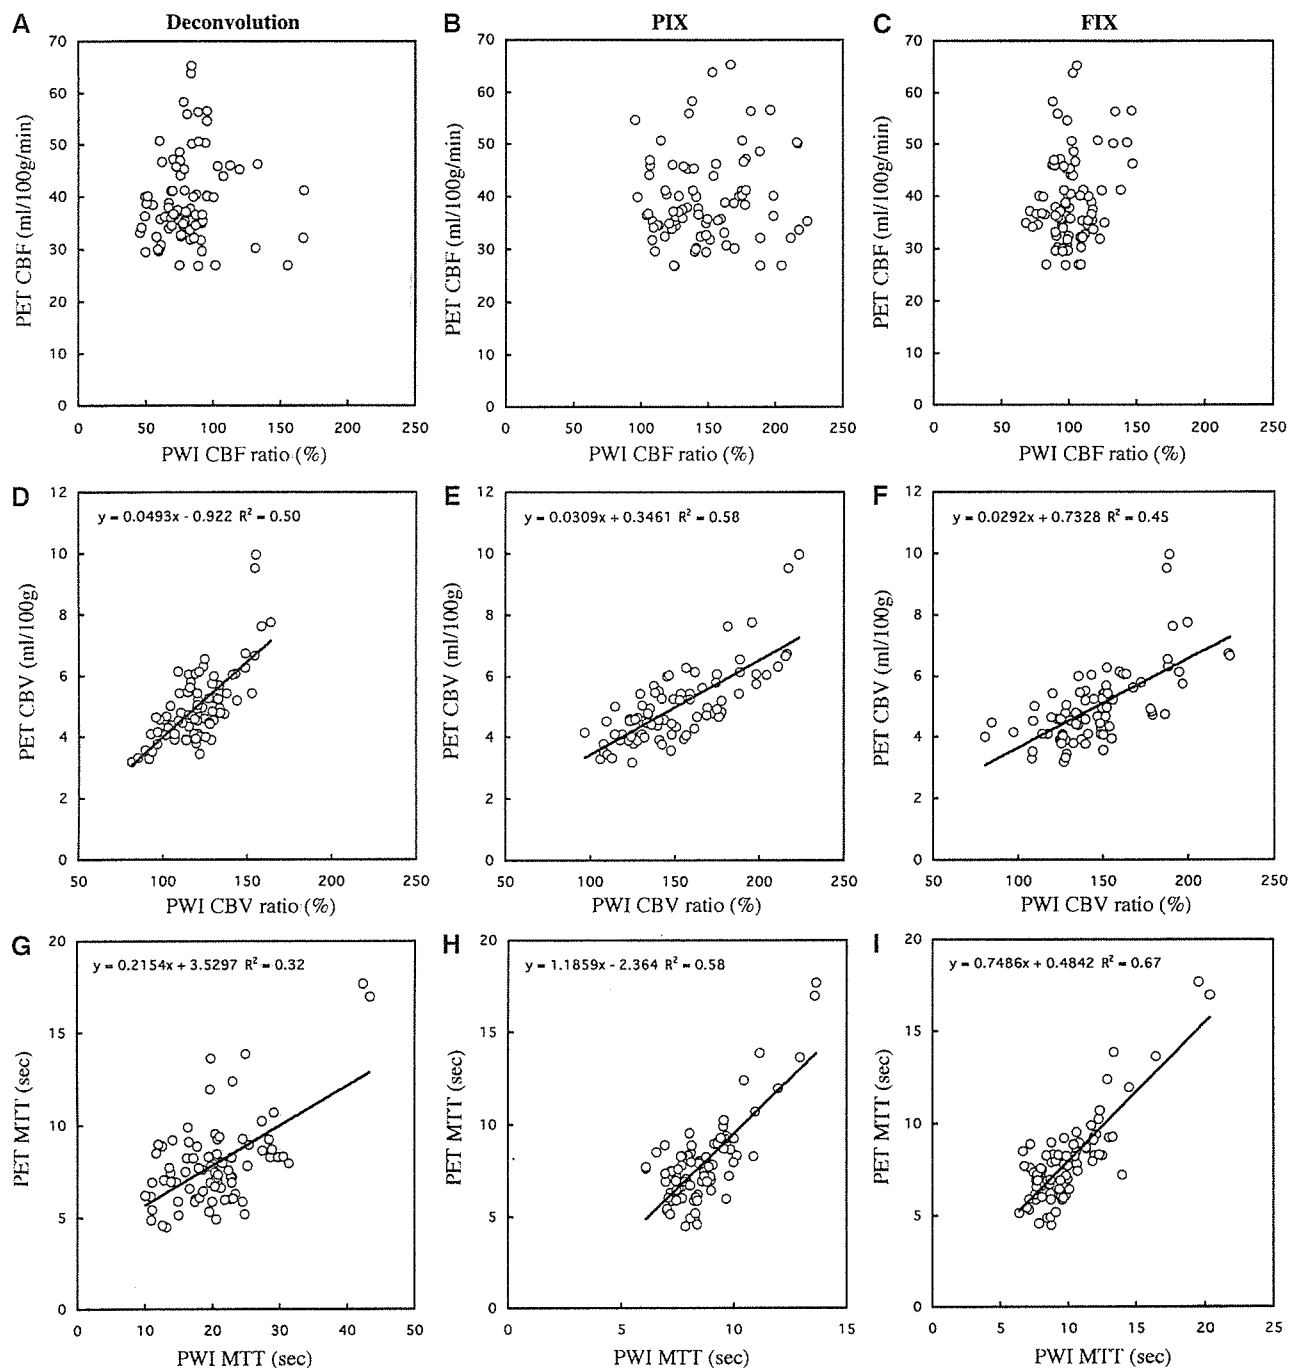 A Deconvolution
B PIX
C FIX
70
60
50
40
30
20
10
0
PET CBF (ml/100g/min)
0 50 100 150 200 250
PWI CBF ratio (%)
70
60
50
40
30
20
10
0
PET CBF (ml/100g/min)
0 50 100 150 200 250
PWI CBF ratio (%)
70
60
50
40
30
20
10
0
PET CBF (ml/100g/min)
0 50 100 150 200 250
PWI CBF ratio (%)
D
y = 0.0493x - 0.922 R² = 0.50
12
10
8
6
4
2
0
PET CBV (ml/100g)
50 100 150 200 250
PWI CBV ratio (%)
E
y = 0.0309x + 0.3461 R² = 0.58
12
10
8
6
4
2
0
PET CBV (ml/100g)
50 100 150 200 250
PWI CBV ratio (%)
F
y = 0.0292x + 0.7328 R² = 0.45
12
10
8
6
4
2
0
PET CBV (ml/100g)
50 100 150 200 250
PWI CBV ratio (%)
G
y = 0.2154x + 3.5297 R² = 0.32
20
15
10
5
0
PET MTT (sec)
0 10 20 30 40 50
PWI MTT (sec)
H
y = 1.1859x - 2.364 R² = 0.58
20
15
10
5
0
PET MTT (sec)
0 5 10 15
PWI MTT (sec)
I
y = 0.7486x + 0.4842 R² = 0.67
20
15
10
5
0
PET MTT (sec)
0 5 10 15 20 25
PWI MTT (sec)